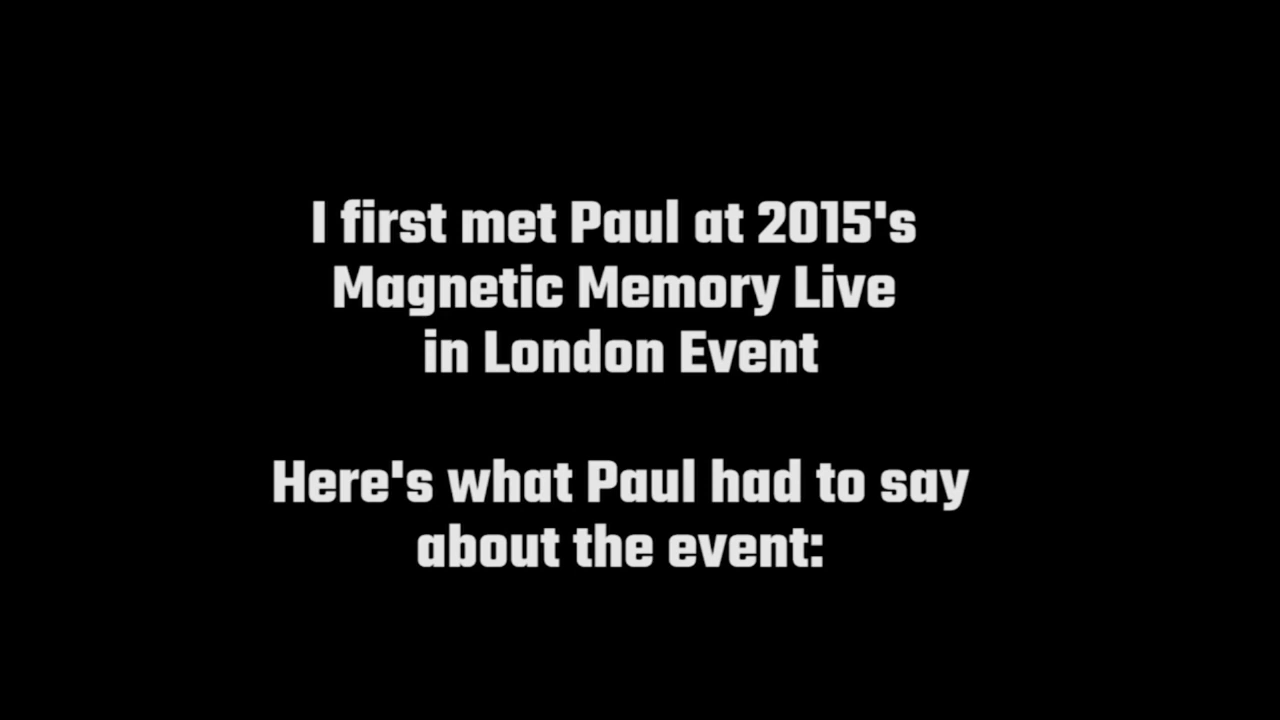 I first met Paul at 2015's
Magnetic Memory Live
in London Event
Here's what Paul had to say
about the event: